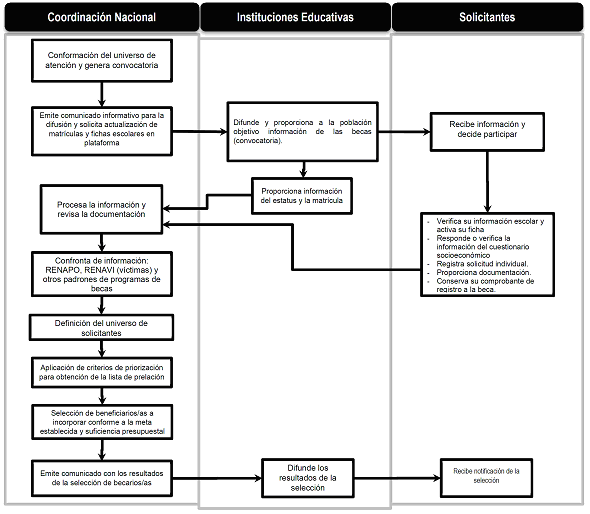 Coordinación Nacional
Instituciones Educativas
Solicitantes
Conformación del universo de
atención y genera convocatoria
Emite comunicado informativo para la
difusión y solicita actualización de
matrículas y fichas escolares en
plataforma
Difunde y proporciona a la población
objetivo información de las becas
(convocatoria).
Recibe información y
decide participar
Proporciona información
del estatus y la matrícula
Procesa la información y
revisa la documentación
- Verifica su información escolar y
activa su ficha
- Responde o verifica la
información del cuestionario
socioeconómico
- Registra solicitud individual.
- Proporciona documentación.
- Conserva su comprobante de
registro a la beca.
Confronta de información:
RENAPO, RENAVI (víctimas) y
otros padrones de programas de
becas
Definición del universo de
solicitantes
Aplicación de criterios de priorización
para obtención de la lista de prelación
Selección de beneficiarios/as a
incorporar conforme a la meta
establecida y suficiencia presupuestal
Emite comunicado con los resultados
de la selección de becarios/as
Difunde los
resultados de la
selección
Recibe notificación de la
selección